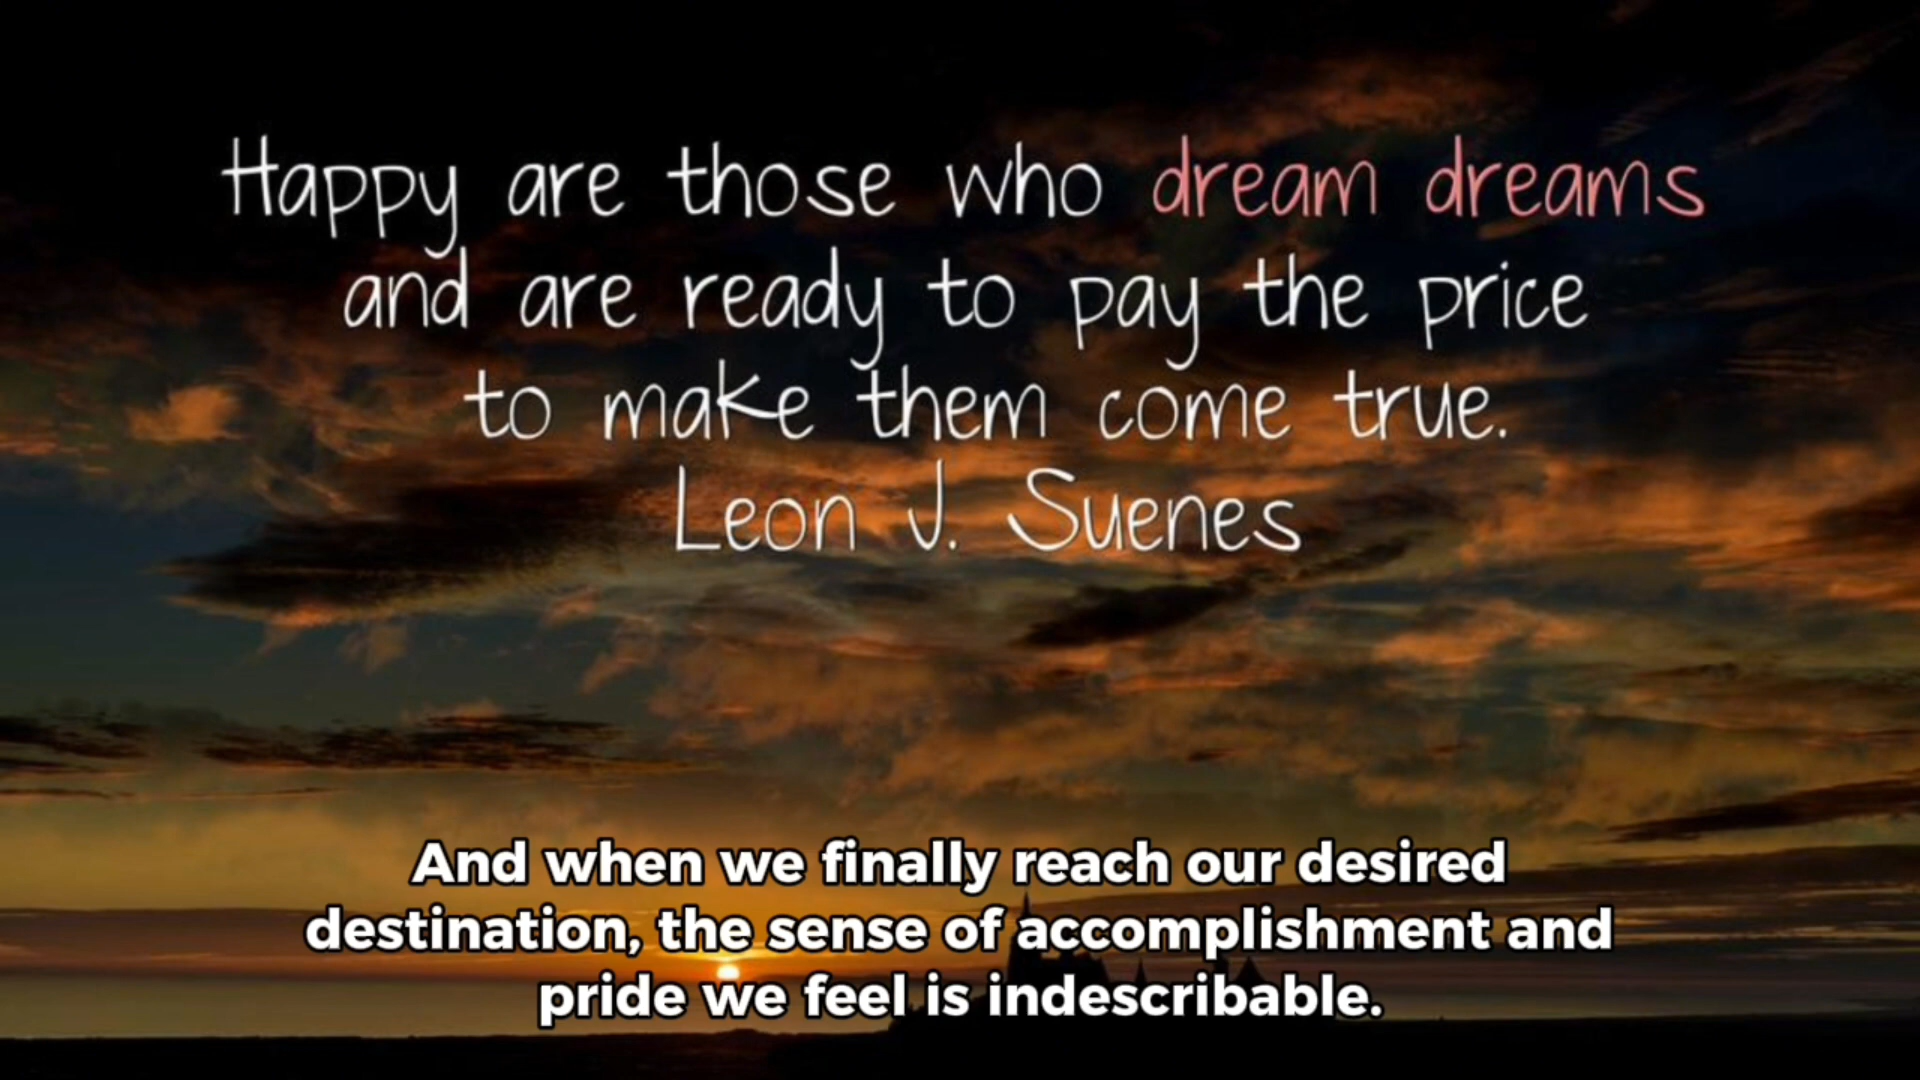 Happy are those who dream dreams
and are ready to pay the price
to make them come true.
Leon J. Suenes
And when we finally reach our desired
destination, the sense of accomplishment and
pride we feel is indescribable.